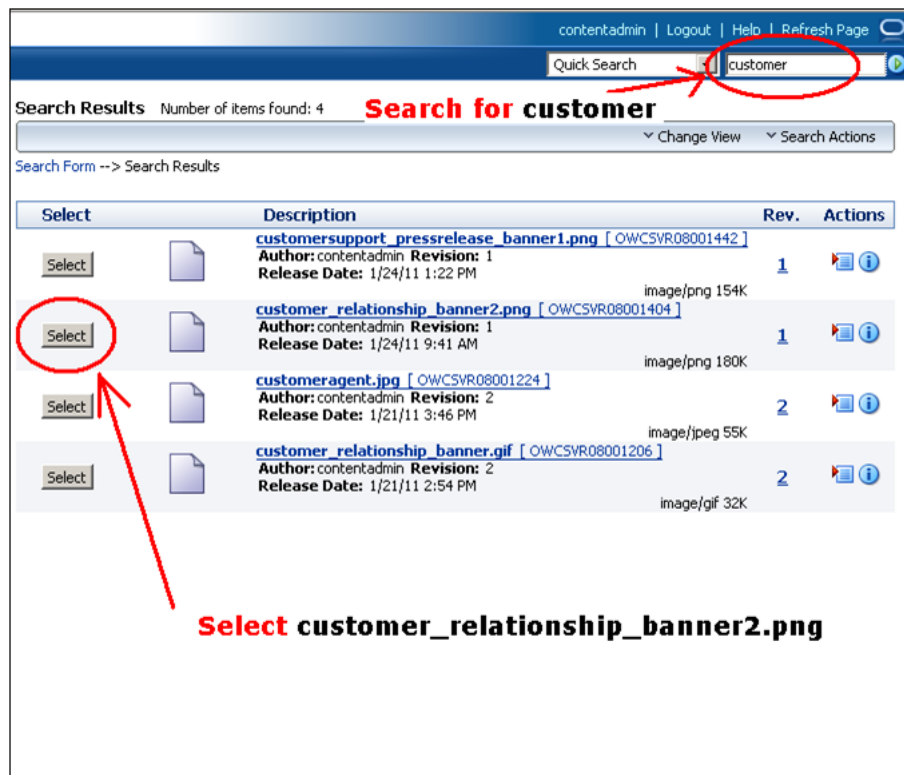 contentadmin | Logout | Help | Refresh Page
Quick Search customer
Search Results Number of items found: 4
Search for customer
Change View Search Actions
Search Form --> Search Results
Select Description Rev. Actions
customersupport_pressrelease_banner1.png [ OWCSVR08001442 ]
Author: contentadmin Revision: 1
Select 1
Release Date: 1/24/11 1:22 PM
image/png 154K
customer_relationship_banner2.png [ OWCSVR08001404 ]
Author: contentadmin Revision: 1
Select 1
Release Date: 1/24/11 9:41 AM
image/png 180K
customeragent.jpg [ OWCSVR08001224 ]
Author: contentadmin Revision: 2
Select 2
Release Date: 1/21/11 3:46 PM
image/jpeg 55K
customer_relationship_banner.gif [ OWCSVR08001206 ]
Author: contentadmin Revision: 2
Select 2
Release Date: 1/21/11 2:54 PM
image/gif 32K
Select customer_relationship_banner2.png